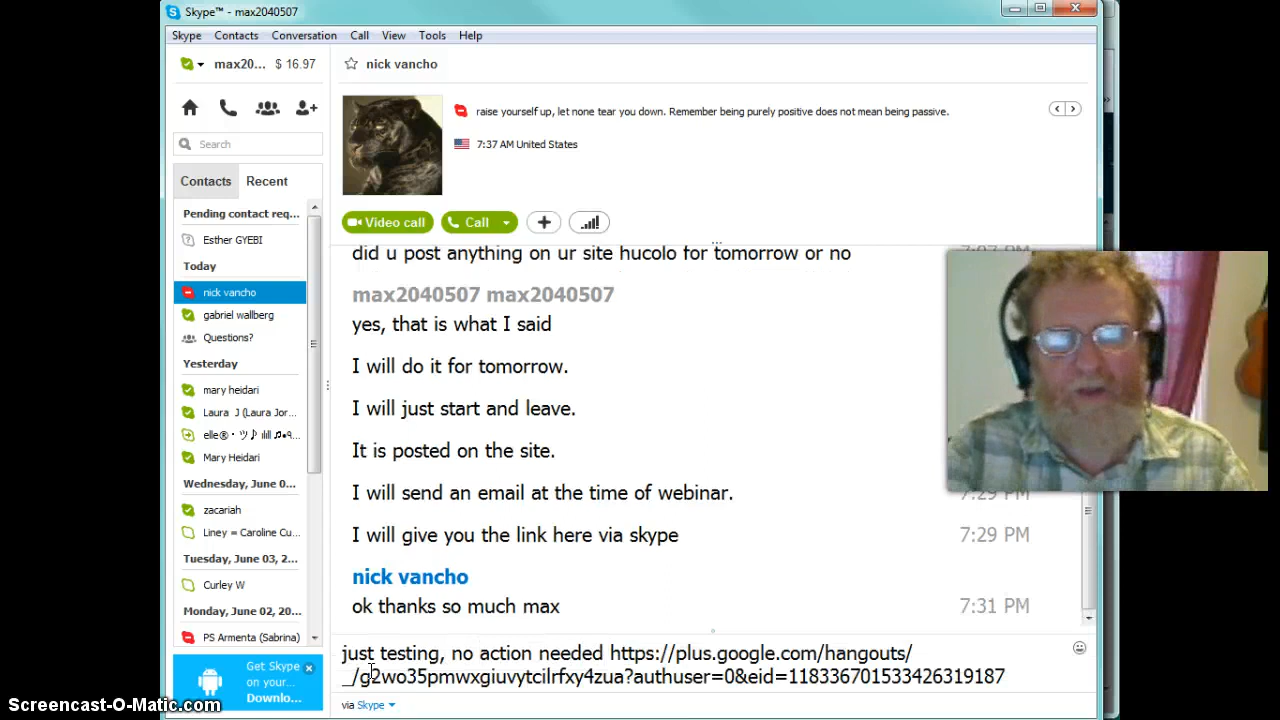 Skype™ - max2040507
Skype Contacts Conversation Call View Tools Help
max20... $ 16.97
nick vancho
raise yourself up, let none tear you down. Remember being purely positive does not mean being passive.
7:37 AM United States
Search
Contacts Recent
Video call Call
Pending contact req...
Esther GYEBI
Today
nick vancho
gabriel wallberg
Questions?
Yesterday
mary heidari
Laura J (Laura Jor...
Mary Heidari
Wednesday, June 0...
zacariah
Liney = Caroline Cu...
Tuesday, June 03, 2...
Curley W
Monday, June 02, 20...
PS Armenta (Sabrina)
Get Skype
on your...
Downlo...
did u post anything on ur site hucolo for tomorrow or no
max2040507 max2040507
yes, that is what I said
I will do it for tomorrow.
I will just start and leave.
It is posted on the site.
I will send an email at the time of webinar. 7:29 PM
I will give you the link here via skype 7:29 PM
nick vancho
ok thanks so much max 7:31 PM
just testing, no action needed https://plus.google.com/hangouts/
_/g2wo35pmwxgiuvytcilrfxy4zua?authuser=0&eid=118336701533426319187
via Skype
Screencast-O-Matic.com